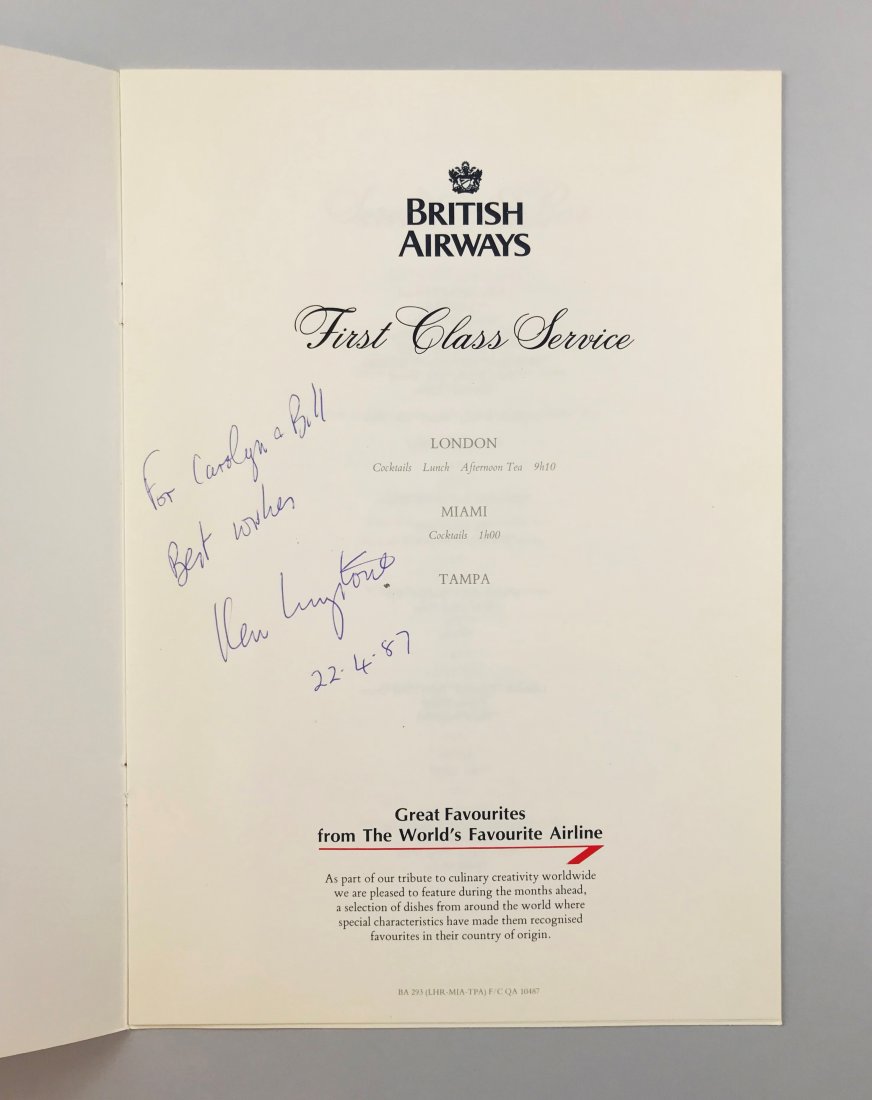 BRITISH
AIRWAYS
First Class Service
For Carolyn & Bill
Best wishes
Ken Livingstone
22·4·87
LONDON
Cocktails Lunch Afternoon Tea 9h10
MIAMI
Cocktails 1h00
TAMPA
Great Favourites
from The World's Favourite Airline
As part of our tribute to culinary creativity worldwide
we are pleased to feature during the months ahead,
a selection of dishes from around the world where
special characteristics have made them recognised
favourites in their country of origin.
BA 293 (LHR-MIA-TPA) F/C QA 10487